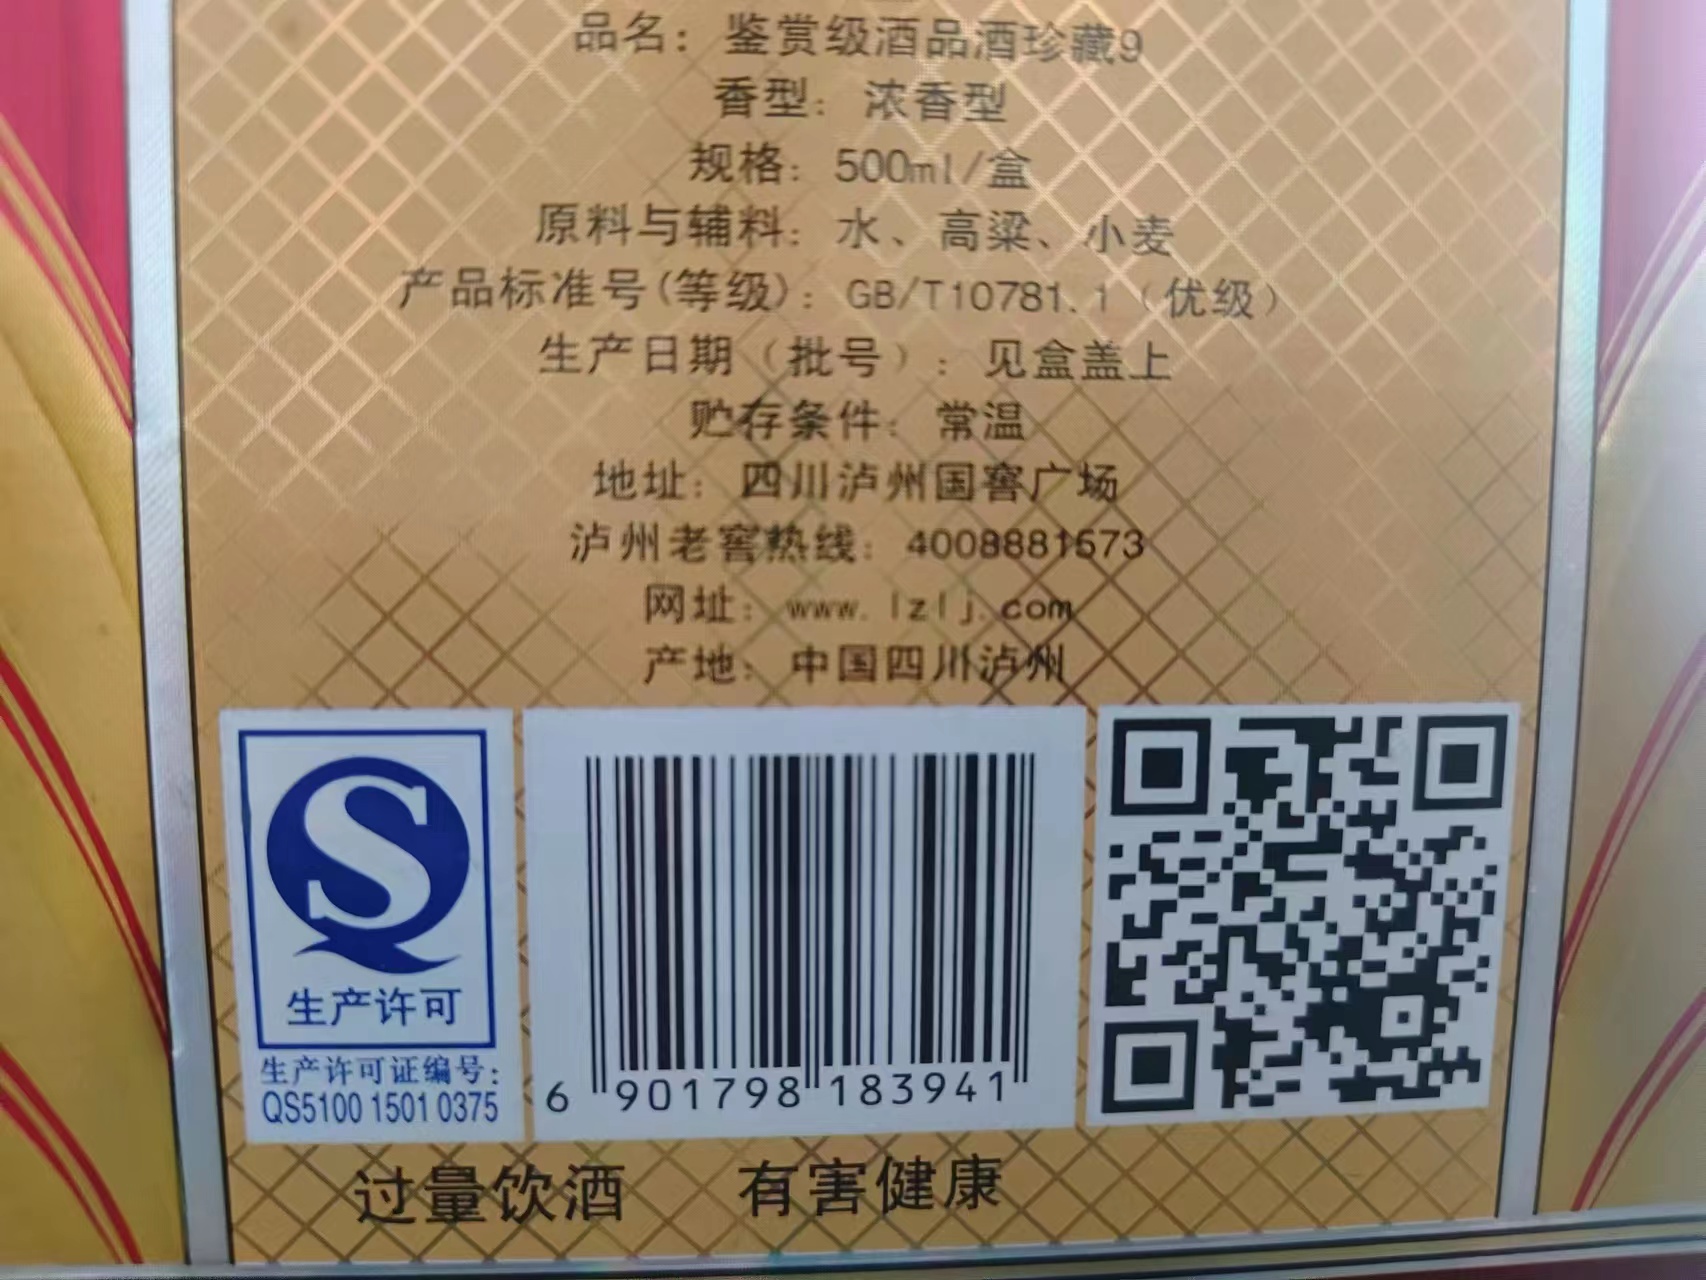 品名：鉴赏级酒品酒珍藏9
香型：浓香型
规格：500ml/盒
原料与辅料：水、高粱、小麦
产品标准号(等级)：GB/T10781.1（优级）
生产日期（批号）：见盒盖上
贮存条件：常温
地址：四川泸州国窖广场
泸州老窖热线：4008881573
网址：www.lzlj.com
产地：中国四川泸州
生产许可
生产许可证编号：
QS5100 1501 0375
6 901798 183941
过量饮酒 有害健康